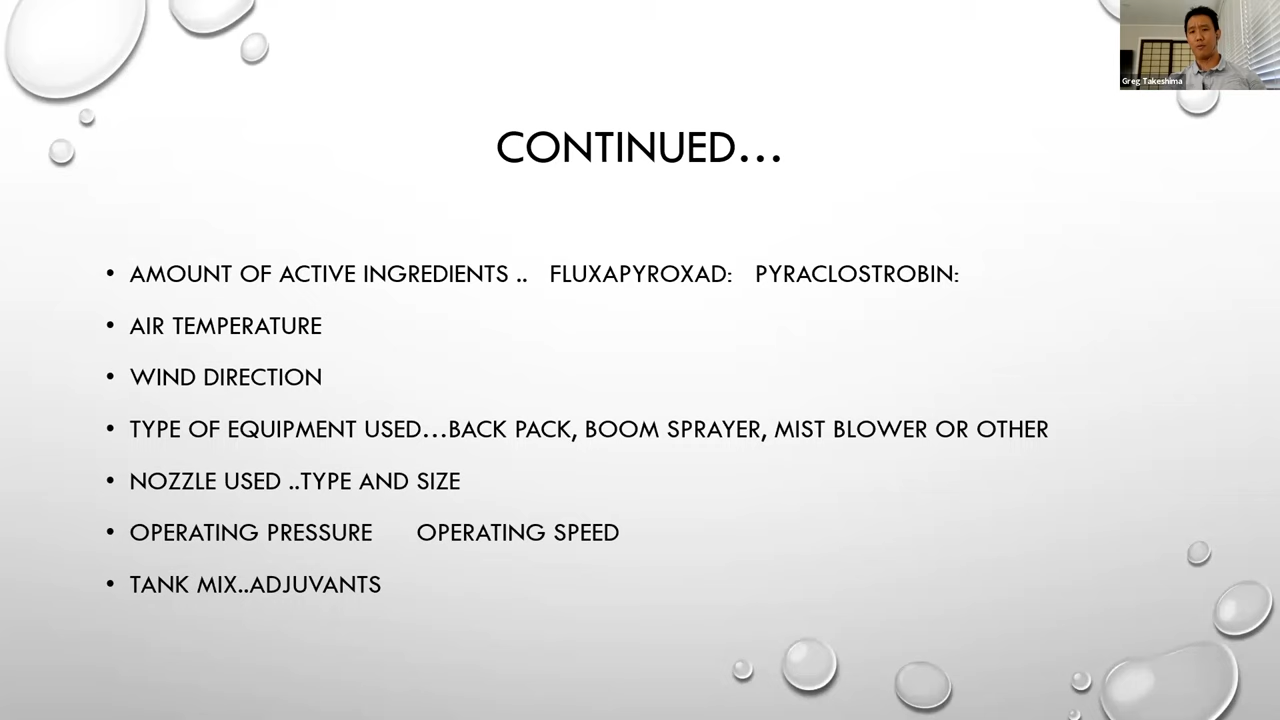 Greg Takeshima
CONTINUED...
• AMOUNT OF ACTIVE INGREDIENTS .. FLUXAPYROXAD: PYRACLOSTROBIN:
• AIR TEMPERATURE
• WIND DIRECTION
• TYPE OF EQUIPMENT USED...BACK PACK, BOOM SPRAYER, MIST BLOWER OR OTHER
• NOZZLE USED ..TYPE AND SIZE
• OPERATING PRESSURE OPERATING SPEED
• TANK MIX..ADJUVANTS